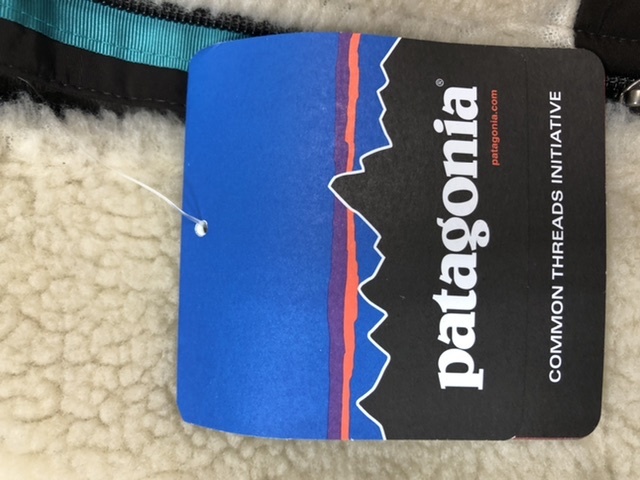 patagonia®
patagonia.com
COMMON THREADS INITIATIVE